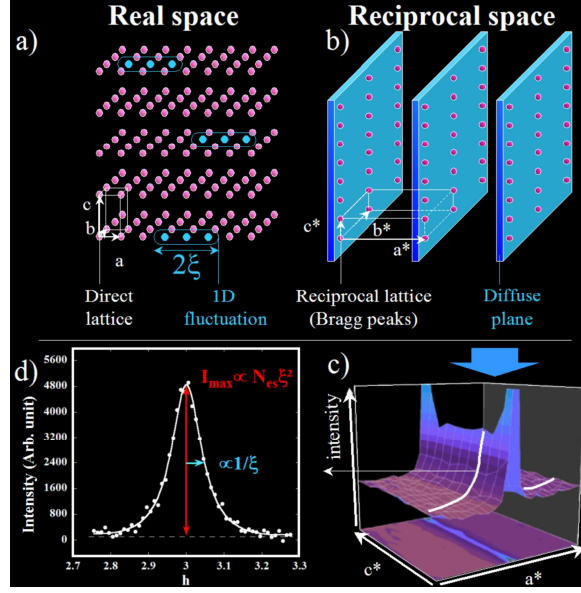 Real space
Reciprocal space
a)
b)
c
b
a
2ξ
c*
b*
a*
Direct
lattice
1D
fluctuation
Reciprocal lattice
(Bragg peaks)
Diffuse
plane
d)
Imax∝ Nesξ²
∝1/ξ
Intensity (Arb. unit)
5600
4800
4000
3200
2400
1600
800
0
2.7
2.8
2.9
3.0
3.1
3.2
3.3
h
c)
intensity
c*
a*